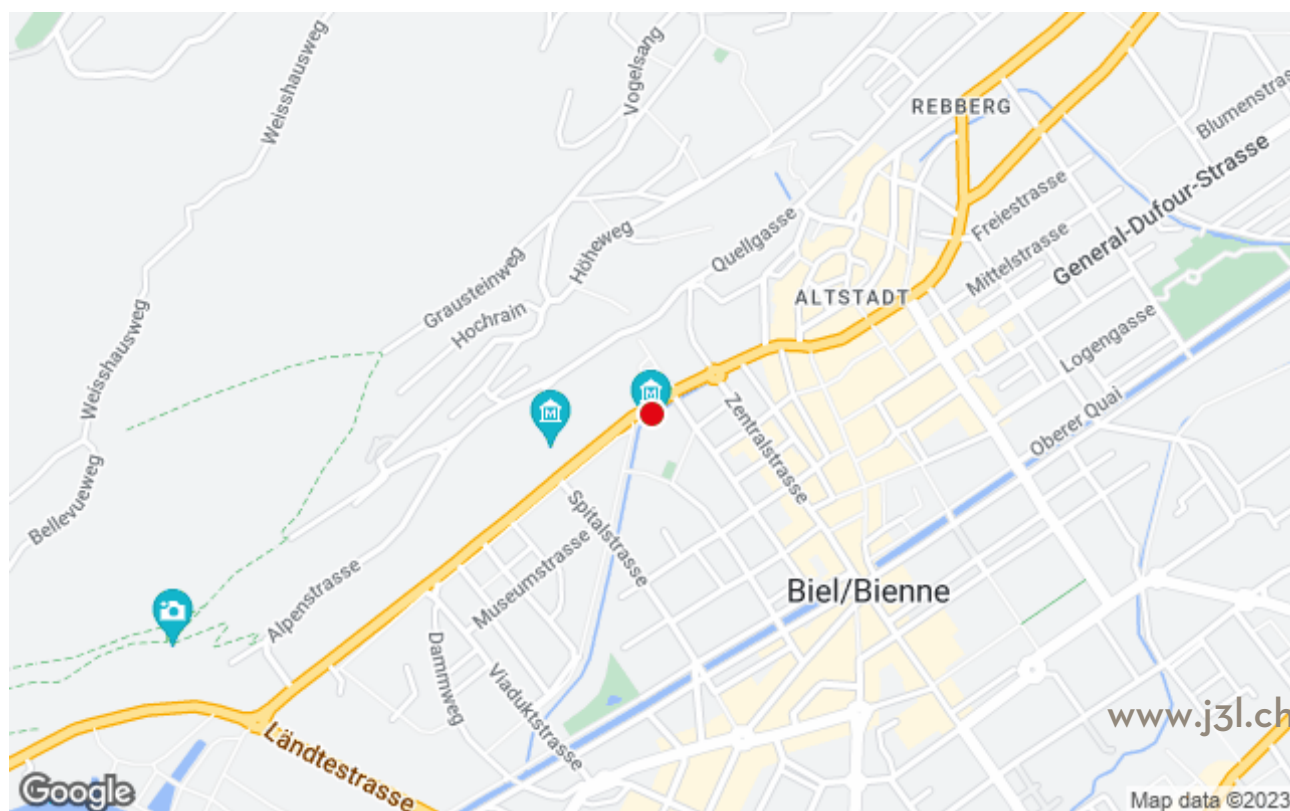 Weisshausweg
Vogelsang
REBBERG
Blumenstras
General-Dufour-Strasse
Freiestrasse
Mittelstrasse
Quellgasse
Höheweg
Grausteinweg
Hochrain
ALTSTADT
Logengasse
Weisshausweg
Zentralstrasse
Oberer Quai
Bellevueweg
Spitalstrasse
Museumstrasse
Alpenstrasse
Biel/Bienne
Dammweg
Viaduktstrasse
Ländtestrasse
www.j3l.ch
Google
Map data ©2023
M
M